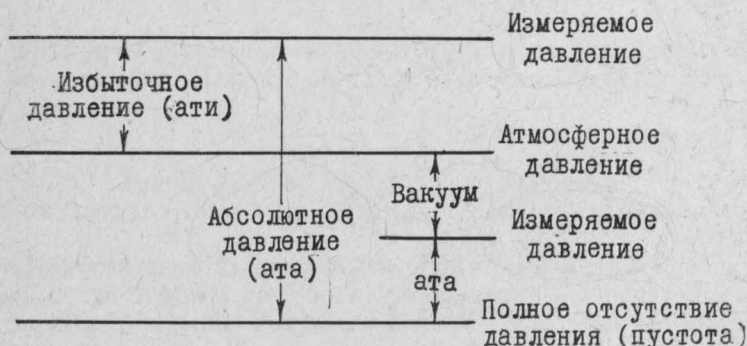 Измеряемое
давление
Избыточное
давление (ати)
Атмосферное
давление
Вакуум
Абсолютное
давление
(ата)
Измеряемое
давление
ата
Полное отсутствие
давления (пустота)